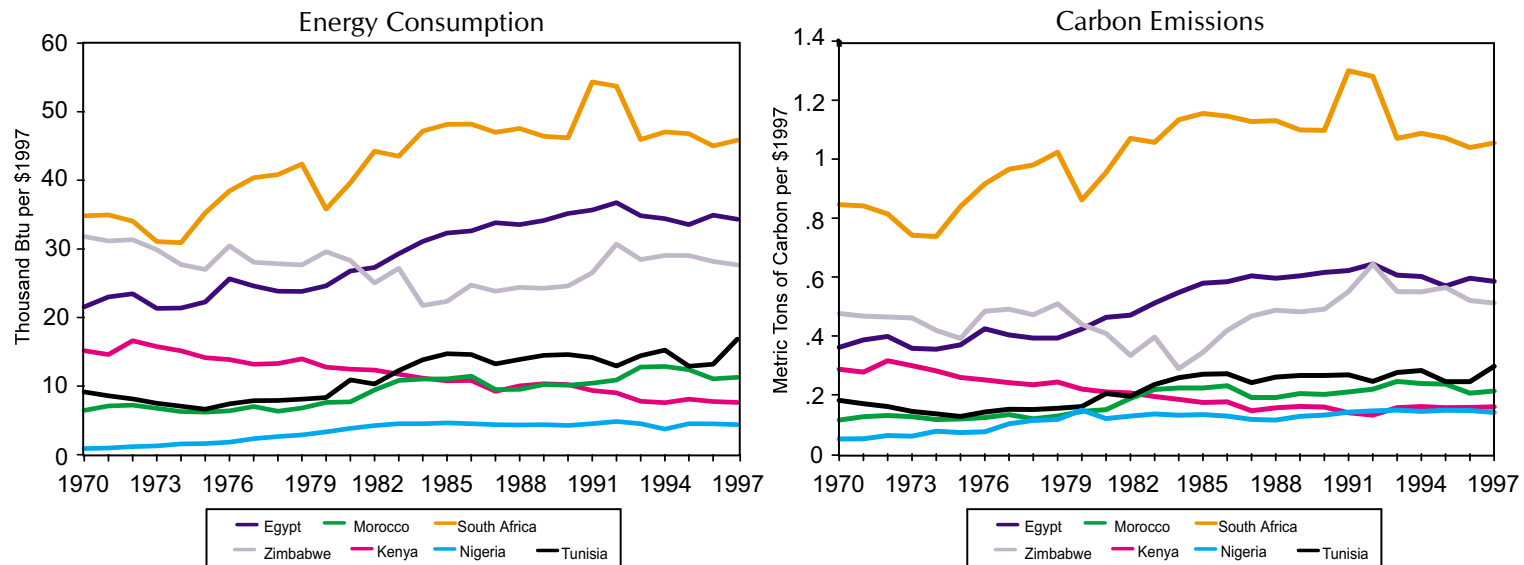 Energy Consumption
Thousand Btu per $1997
60
50
40
30
20
10
0
1970 1973 1976 1979 1982 1985 1988 1991 1994 1997
Egypt Morocco South Africa
Zimbabwe Kenya Nigeria Tunisia
Carbon Emissions
Metric Tons of Carbon per $1997
1.4
1.2
1
.8
.6
.4
.2
0
1970 1973 1976 1979 1982 1985 1988 1991 1994 1997
Egypt Morocco South Africa
Zimbabwe Kenya Nigeria Tunisia